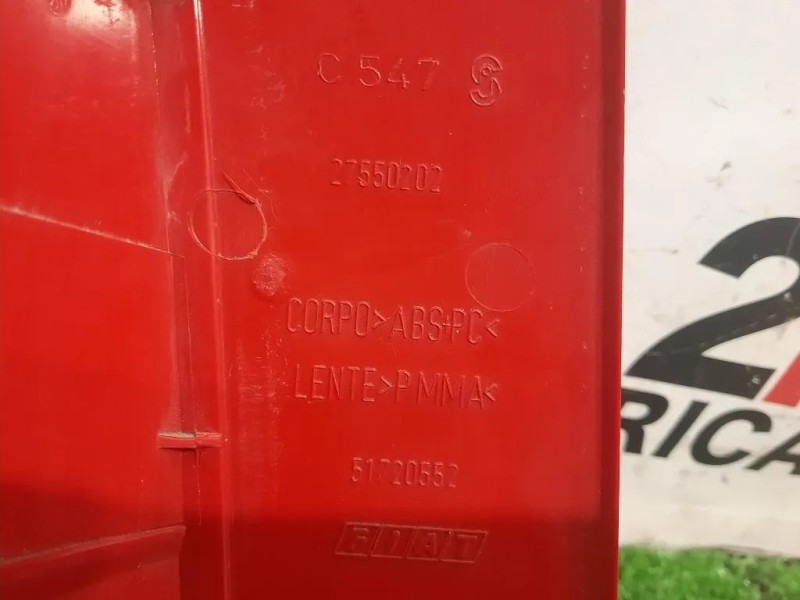 C 547
27550202
CORPO>ABS+PC<
LENTE>PMMA<
51720552
FIAT
2
RICA